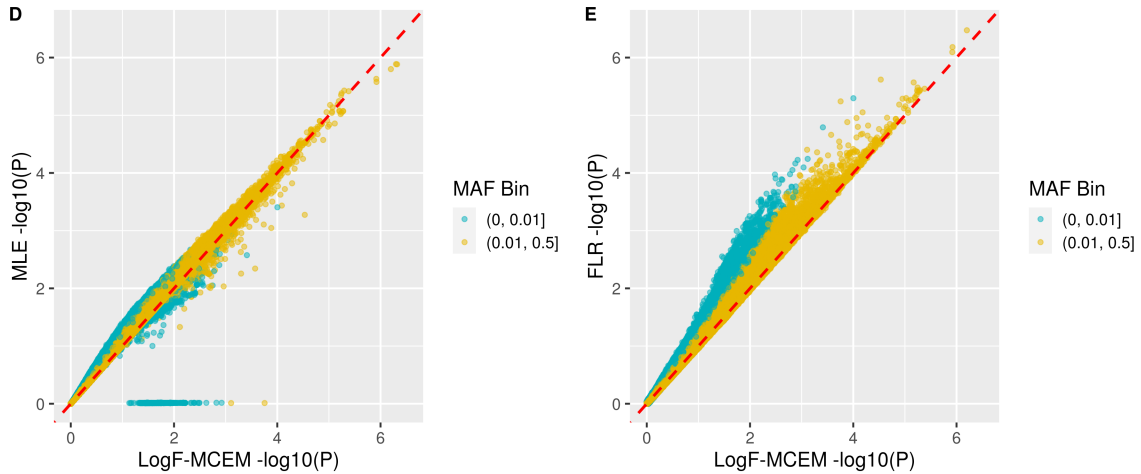 D
MLE -log10(P)
6
4
2
0
0 2 4 6
LogF-MCEM -log10(P)
MAF Bin
(0, 0.01]
(0.01, 0.5]
E
FLR -log10(P)
6
4
2
0
0 2 4 6
LogF-MCEM -log10(P)
MAF Bin
(0, 0.01]
(0.01, 0.5]